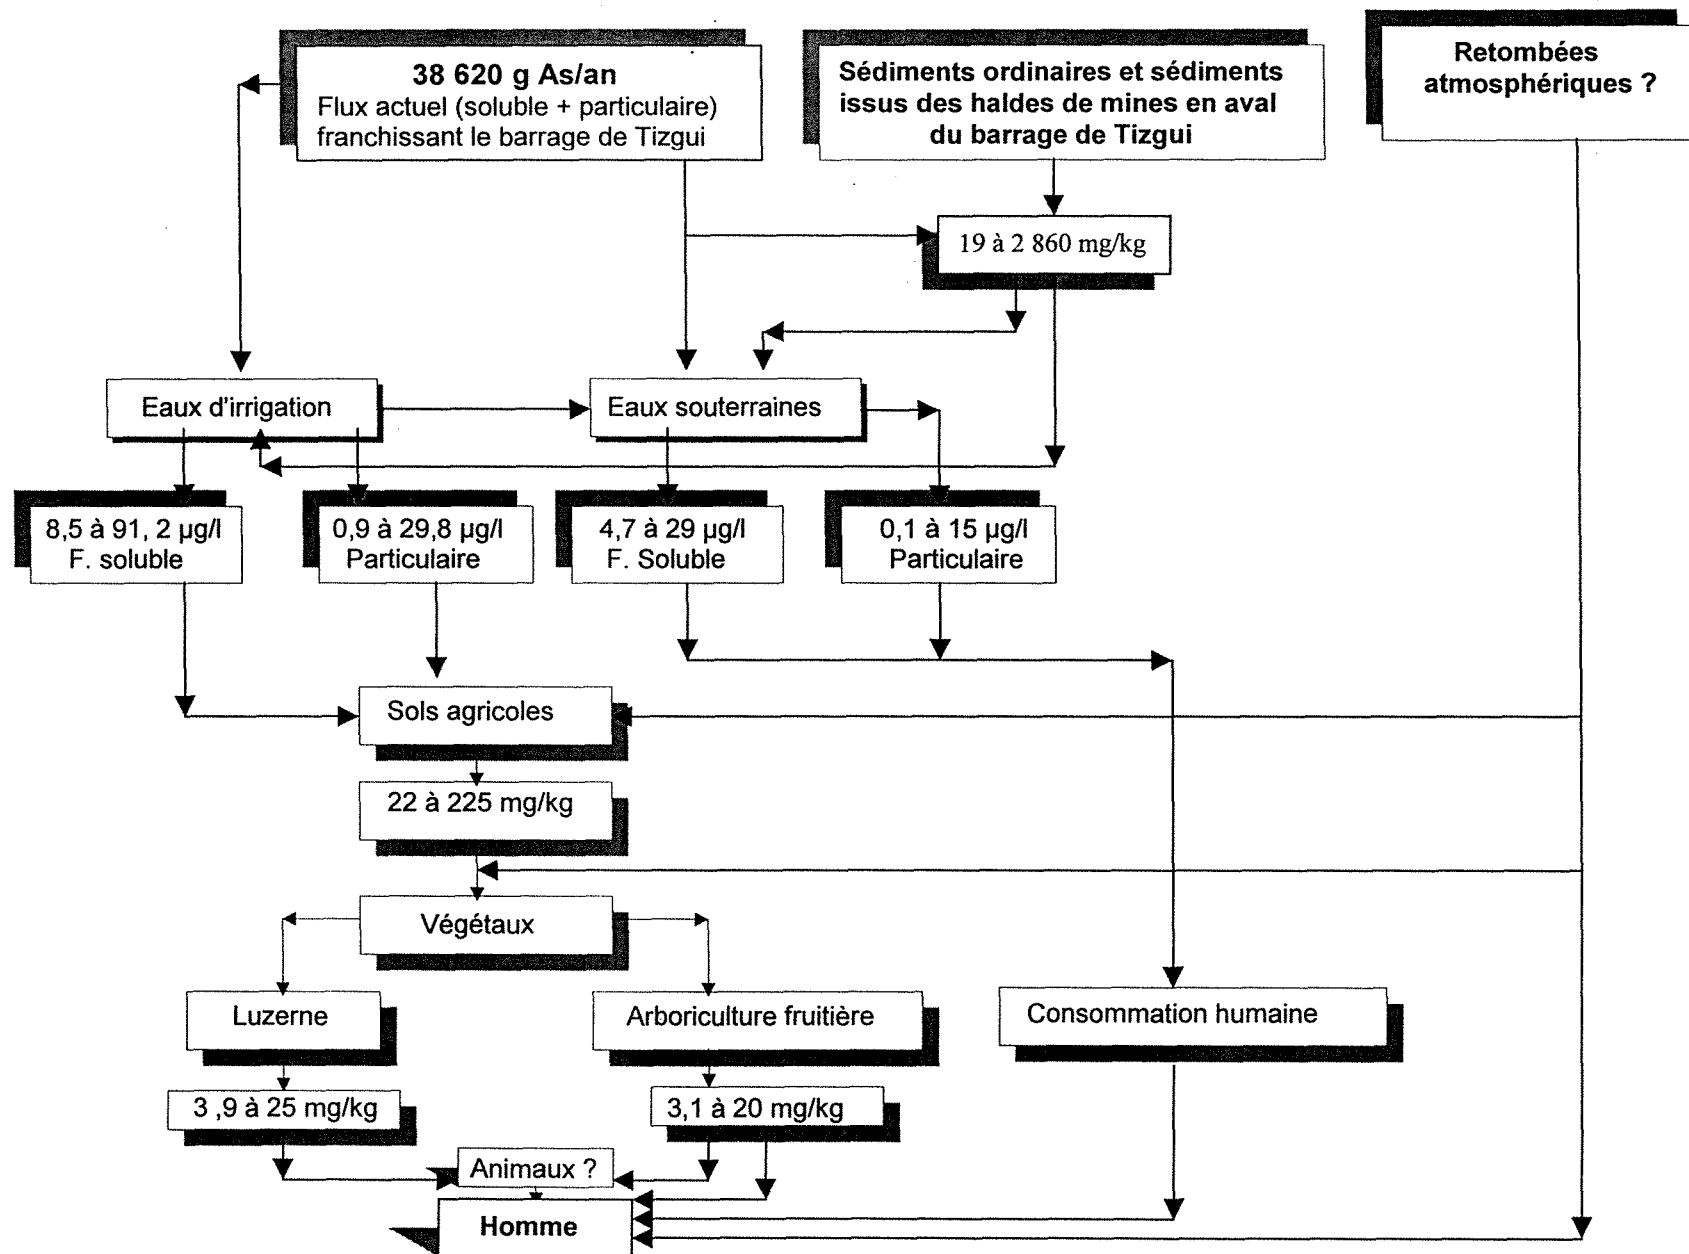 38 620 g As/an
Flux actuel (soluble + particulaire)
franchissant le barrage de Tizgui
Sédiments ordinaires et sédiments
issus des haldes de mines en aval
du barrage de Tizgui
Retombées
atmosphériques ?
19 à 2 860 mg/kg
Eaux d'irrigation
Eaux souterraines
8,5 à 91, 2 µg/l
F. soluble
0,9 à 29,8 µg/l
Particulaire
4,7 à 29 µg/l
F. Soluble
0,1 à 15 µg/l
Particulaire
Sols agricoles
22 à 225 mg/kg
Végétaux
Luzerne
Arboriculture fruitière
Consommation humaine
3 ,9 à 25 mg/kg
3,1 à 20 mg/kg
Animaux ?
Homme